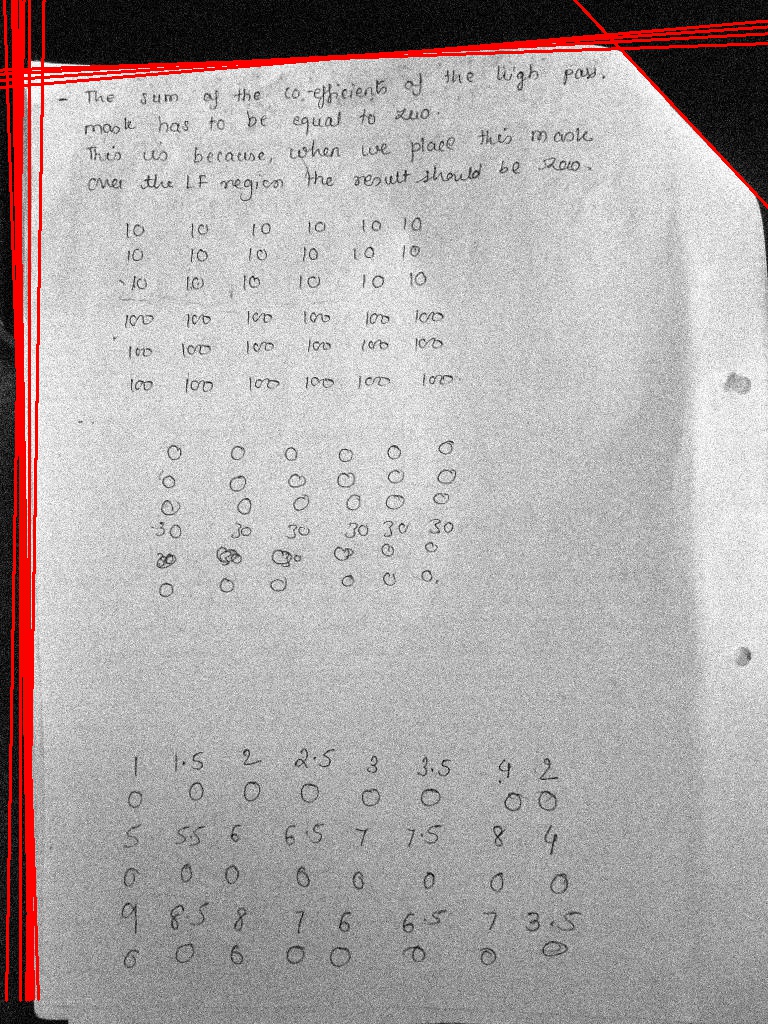 - The sum of the co-efficients of the high pass.
mask has to be equal to zero.
This is because, when we place this mask
over the LF region the result should be zero.
10 10 10 10 10 10
10 10 10 10 10 10
10 10 10 10 10 10
100 100 100 100 100 100
100 100 100 100 100 100
100 100 100 100 100 100
0 0 0 0 0 0
0 0 0 0 0 0
0 0 0 0 0 0
30 30 30 30 30 30
0 0 0
0 0 0 0 0 0
1 1.5 2 2.5 3 3.5 4 2
0 0 0 0 0 0 0 0
5 55 6 6.5 7 7.5 8 4
0 0 0 0 0 0 0 0
9 8.5 8 7 6 6.5 7 3.5
0 0 0 0 0 0 0 0